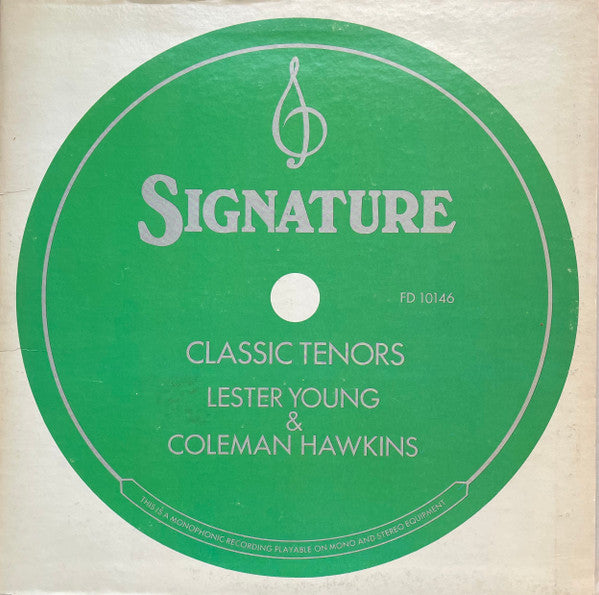 SIGNATURE
FD 10146
CLASSIC TENORS
LESTER YOUNG
&
COLEMAN HAWKINS
THIS IS A MONOPHONIC RECORDING PLAYABLE ON MONO AND STEREO EQUIPMENT